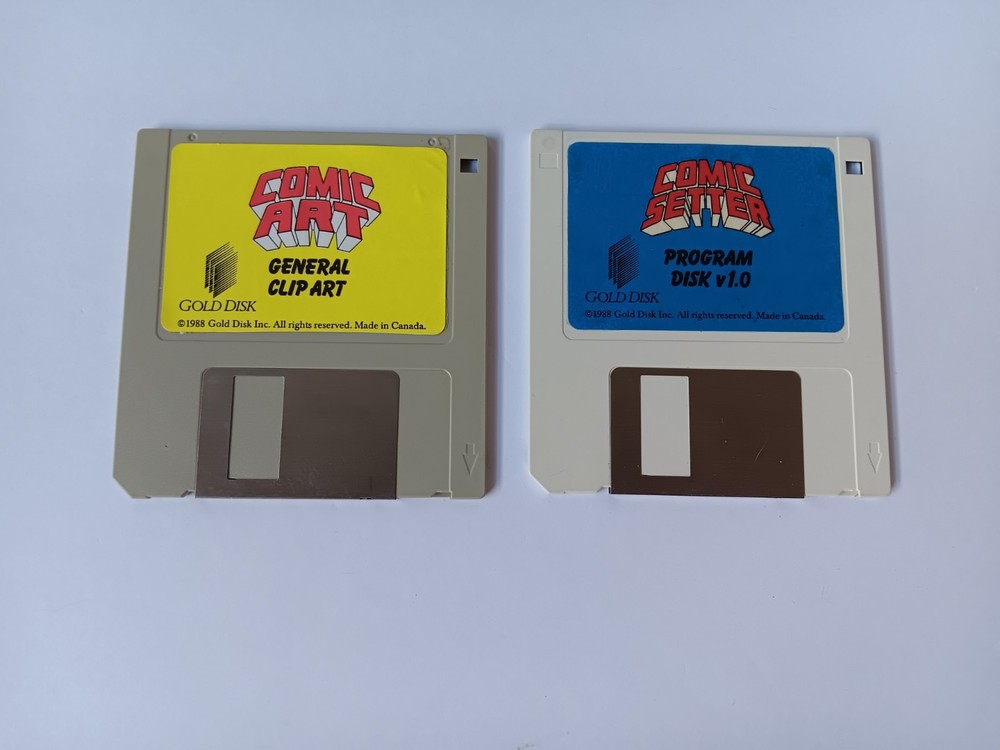 COMIC
ART
GENERAL
CLIP ART
GOLD DISK
©1988 Gold Disk Inc. All rights reserved. Made in Canada.
COMIC
SETTER
PROGRAM
DISK v1.0
GOLD DISK
©1988 Gold Disk Inc. All rights reserved. Made in Canada.